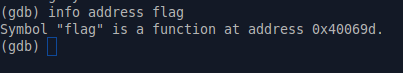 (gdb) info address flag
Symbol "flag" is a function at address 0x40069d.
(gdb)